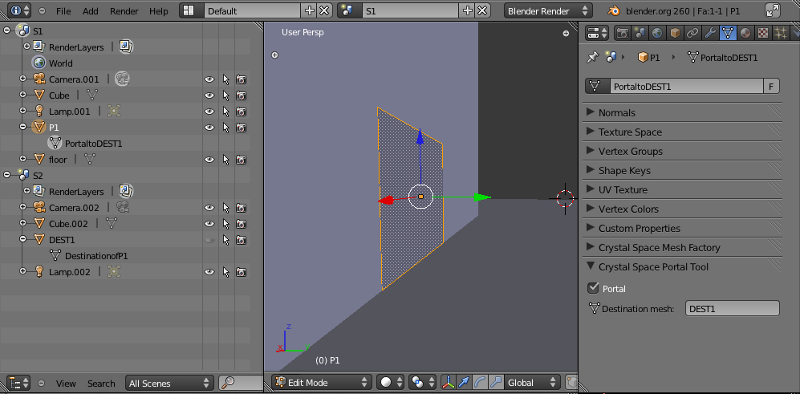 File Add Render Help Default S1 Blender Render blender.org 260 | Fa:1-1 | P1
S1
RenderLayers |
World
Camera.001 |
Cube |
Lamp.001 |
P1
PortaltoDEST1
floor |
S2
RenderLayers |
Camera.002 |
Cube.002 |
DEST1
DestinationofP1
Lamp.002 |
View Search All Scenes
User Persp
z
(0) P1
Edit Mode Global
P1 PortaltoDEST1
PortaltoDEST1 F
Normals
Texture Space
Vertex Groups
Shape Keys
UV Texture
Vertex Colors
Custom Properties
Crystal Space Mesh Factory
Crystal Space Portal Tool
Portal
Destination mesh: DEST1